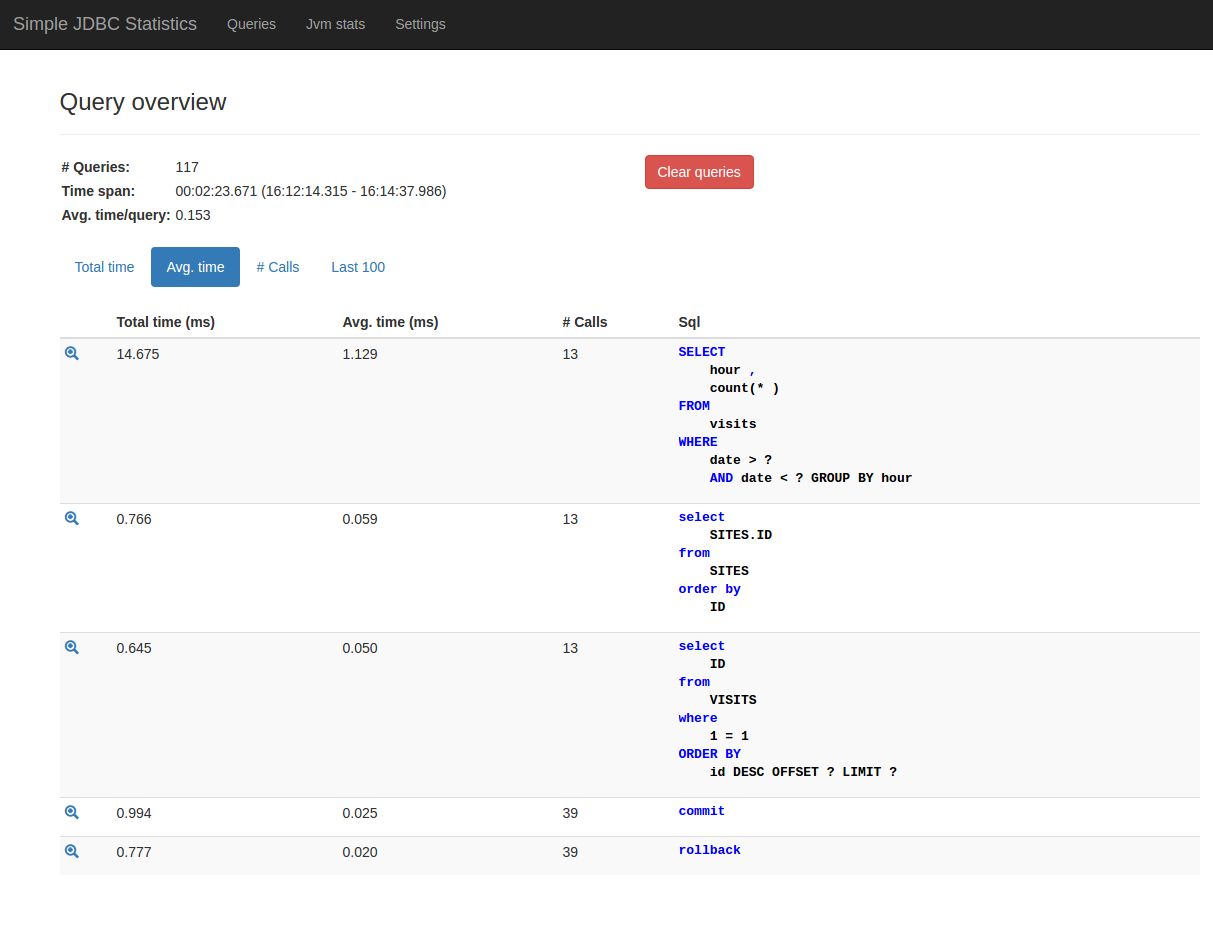 Simple JDBC Statistics Queries Jvm stats Settings
Query overview
# Queries: 117 Clear queries
Time span: 00:02:23.671 (16:12:14.315 - 16:14:37.986)
Avg. time/query: 0.153
Total time Avg. time # Calls Last 100
Total time (ms) Avg. time (ms) # Calls Sql
14.675 1.129 13 SELECT
hour ,
count(* )
FROM
visits
WHERE
date > ?
AND date < ? GROUP BY hour
0.766 0.059 13 select
SITES.ID
from
SITES
order by
ID
0.645 0.050 13 select
ID
from
VISITS
where
1 = 1
ORDER BY
id DESC OFFSET ? LIMIT ?
0.994 0.025 39 commit
0.777 0.020 39 rollback